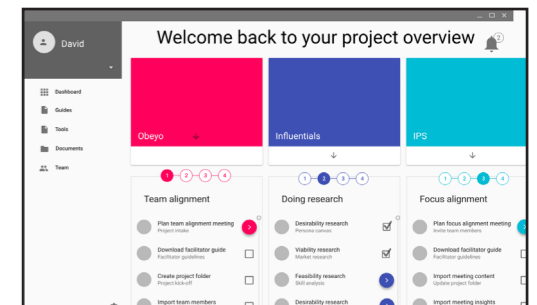 Welcome back to your project overview
2
David
Dashboard
Guides
Tools
Documents
Team
Obeyo
Influentials
IPS
1 2 3 4
1 2 3 4
1 2 3 4
Team alignment
Plan team alignment meeting
Project intake
Download facilitator guide
Facilitator guidelines
Create project folder
Project kick-off
Import team members
Doing research
Desirability research
Persona canvas
Viability research
Market research
Feasibility research
Skill analysis
Desirability research
Focus alignment
Plan focus alignment meeting
Invite team members
Download facilitator guide
Facilitator guidelines
Import meeting content
Update project folder
Import meeting insights